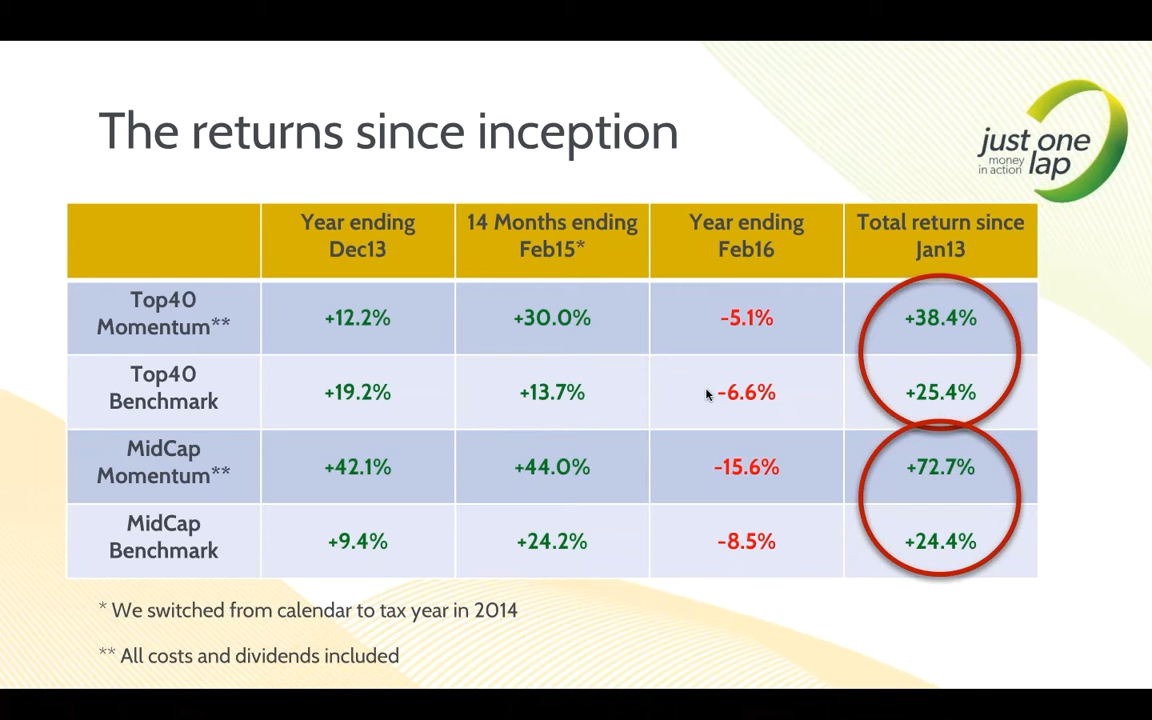 The returns since inception
just one
money
in action lap
Year ending
Dec13
14 Months ending
Feb15*
Year ending
Feb16
Total return since
Jan13
Top40
Momentum**
+12.2%
+30.0%
-5.1%
+38.4%
Top40
Benchmark
+19.2%
+13.7%
-6.6%
+25.4%
MidCap
Momentum**
+42.1%
+44.0%
-15.6%
+72.7%
MidCap
Benchmark
+9.4%
+24.2%
-8.5%
+24.4%
* We switched from calendar to tax year in 2014
** All costs and dividends included